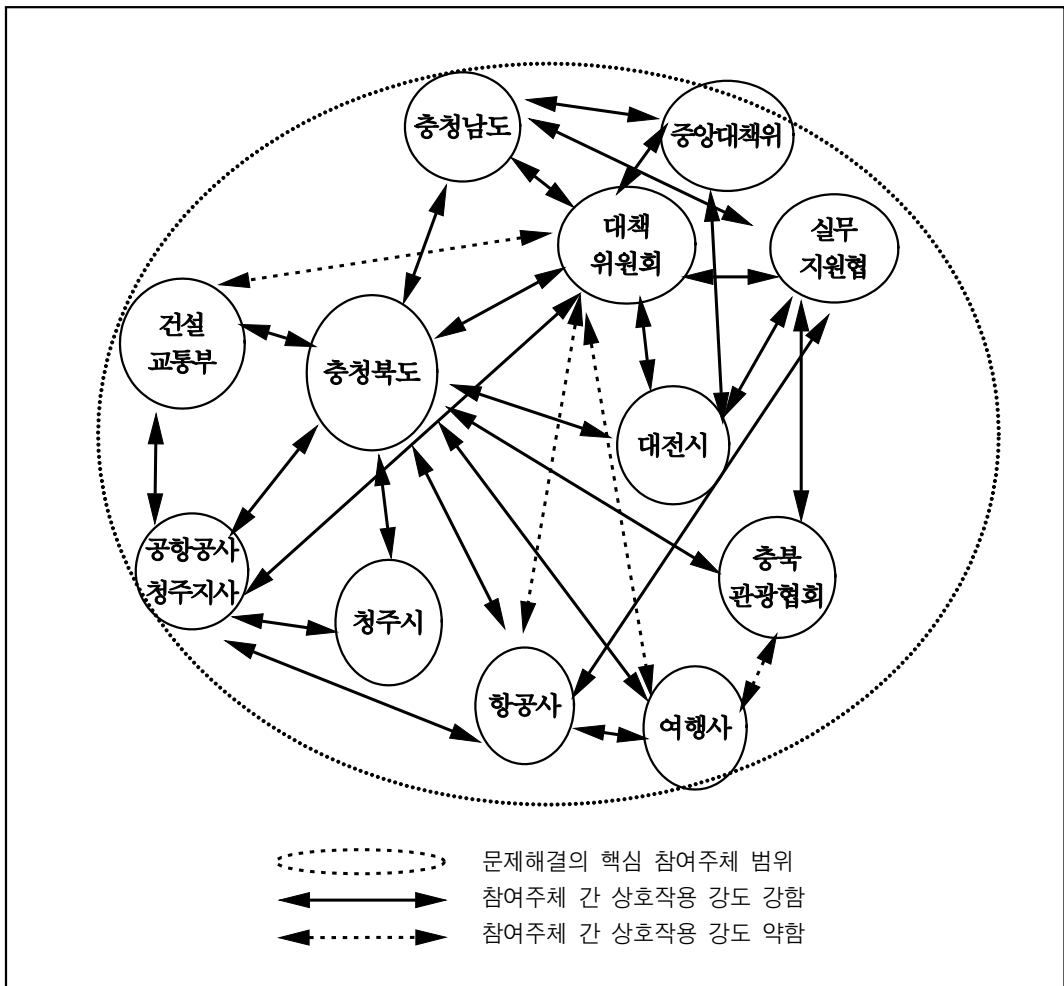 충청남도
중앙대책위
대책
위원회
실무
지원협
건설
교통부
충청북도
대전시
공항공사
청주지사
청주시
충북
관광협회
항공사
여행사
문제해결의 핵심 참여주체 범위
참여주체 간 상호작용 강도 강함
참여주체 간 상호작용 강도 약함